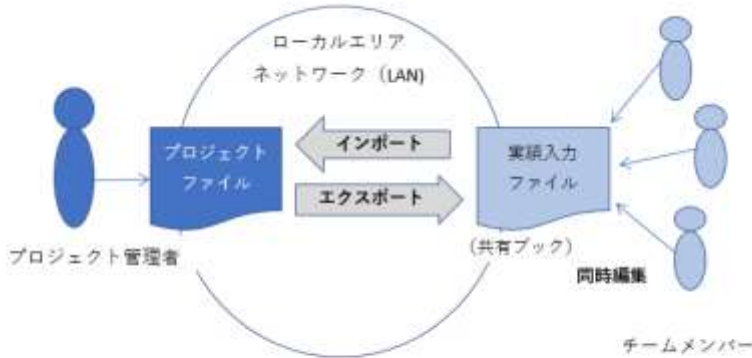 ローカルエリア
ネットワーク（LAN)
プロジェクト
ファイル
インポート
エクスポート
実績入力
ファイル
(共有ブック)
プロジェクト管理者
同時編集
チームメンバー